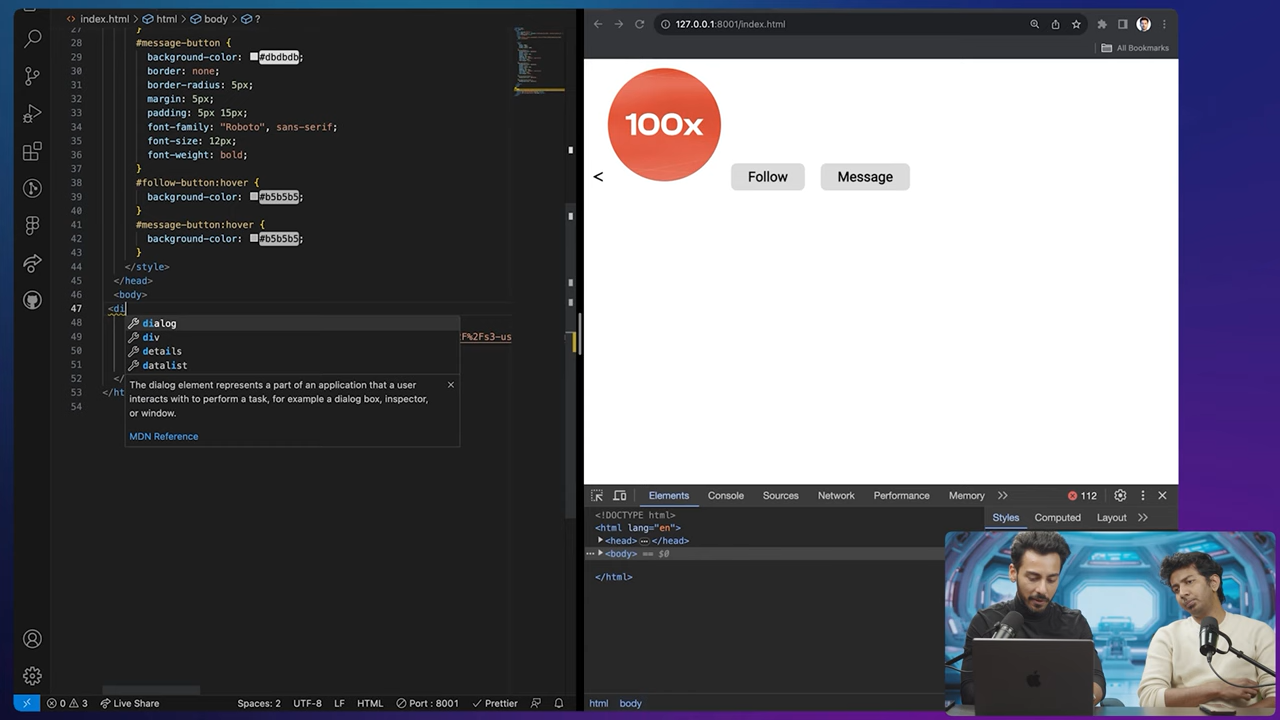 index.html > html > body > ?
27
28 #message-button {
29 background-color: #dbdbdb;
30 border: none;
31 border-radius: 5px;
32 margin: 5px;
33 padding: 5px 15px;
34 font-family: "Roboto", sans-serif;
35 font-size: 12px;
36 font-weight: bold;
37 }
38 #follow-button:hover {
39 background-color: #b5b5b5;
40 }
41 #message-button:hover {
42 background-color: #b5b5b5;
43 }
44 </style>
45 </head>
46 <body>
47 <di
48
49 F%2Fs3-us
50
51
52 </
53 </ht
54
dialog
div
details
datalist
The dialog element represents a part of an application that a user
interacts with to perform a task, for example a dialog box, inspector,
or window.
MDN Reference
0 3 Live Share Spaces: 2 UTF-8 LF HTML Port : 8001 Prettier
127.0.0.1:8001/index.html
All Bookmarks
100x
< Follow Message
Elements Console Sources Network Performance Memory >> 112
<!DOCTYPE html>
<html lang="en">
<head> … </head>
<body> == $0
</html>
Styles Computed Layout >>
html body